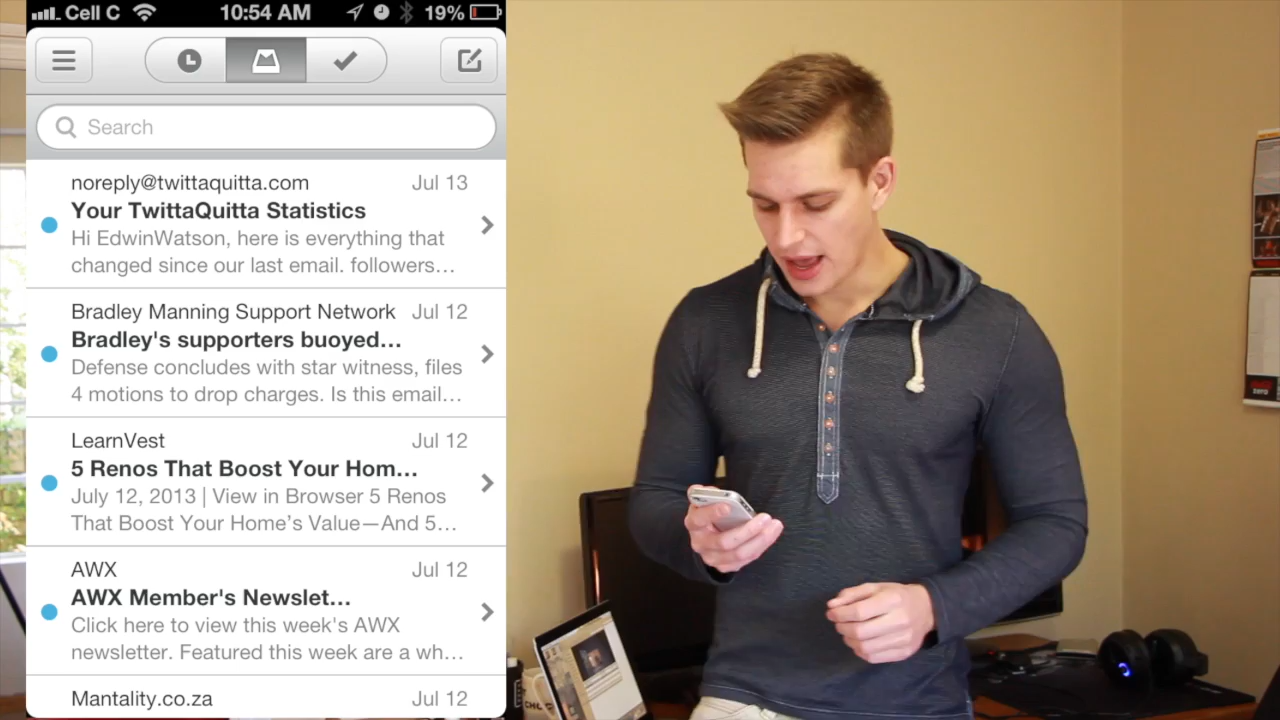 Cell C 10:54 AM 19%
Search
noreply@twittaquitta.com Jul 13
Your TwittaQuitta Statistics
Hi EdwinWatson, here is everything that
changed since our last email. followers...
Bradley Manning Support Network Jul 12
Bradley's supporters buoyed...
Defense concludes with star witness, files
4 motions to drop charges. Is this email...
LearnVest Jul 12
5 Renos That Boost Your Hom...
July 12, 2013 | View in Browser 5 Renos
That Boost Your Home's Value—And 5...
AWX Jul 12
AWX Member's Newslet...
Click here to view this week's AWX
newsletter. Featured this week are a wh...
Mantality.co.za Jul 12